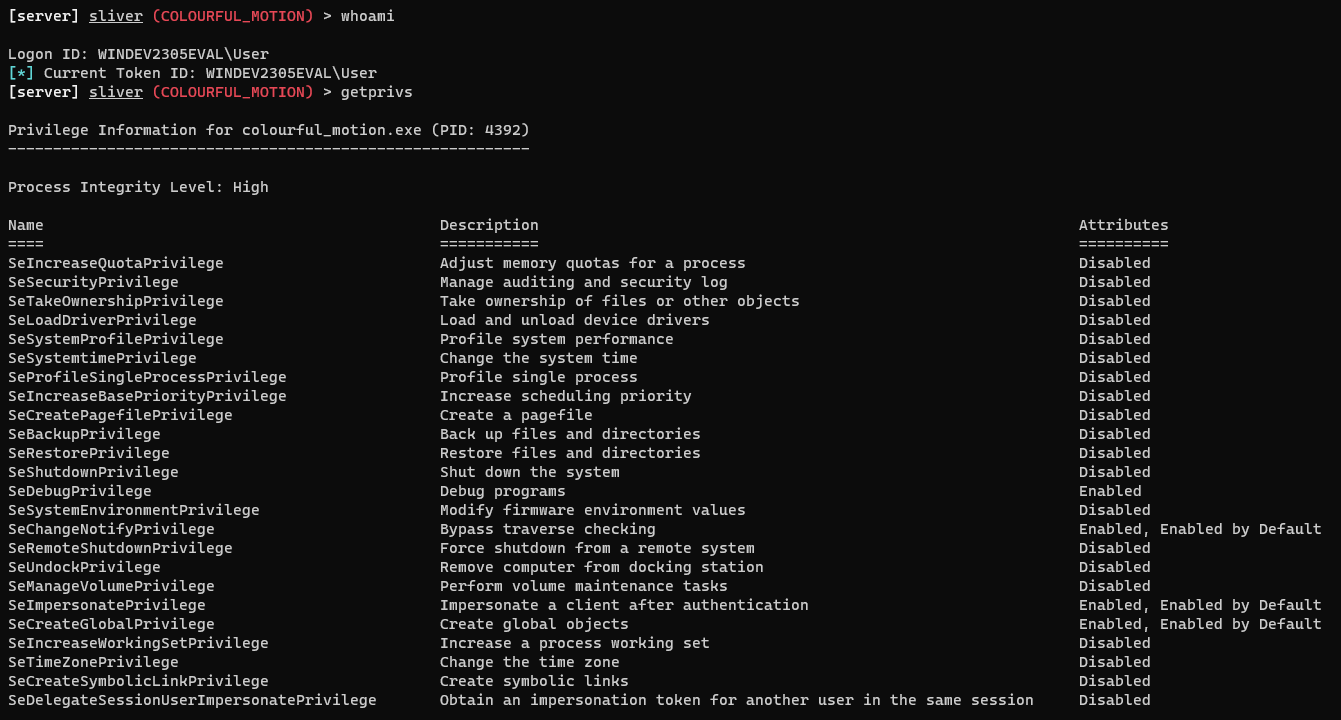 [server] sliver (COLOURFUL_MOTION) > whoami
Logon ID: WINDEV2305EVAL\User
[*] Current Token ID: WINDEV2305EVAL\User
[server] sliver (COLOURFUL_MOTION) > getprivs
Privilege Information for colourful_motion.exe (PID: 4392)
----------------------------------------------------------
Process Integrity Level: High
Name Description Attributes
==== =========== ==========
SeIncreaseQuotaPrivilege Adjust memory quotas for a process Disabled
SeSecurityPrivilege Manage auditing and security log Disabled
SeTakeOwnershipPrivilege Take ownership of files or other objects Disabled
SeLoadDriverPrivilege Load and unload device drivers Disabled
SeSystemProfilePrivilege Profile system performance Disabled
SeSystemtimePrivilege Change the system time Disabled
SeProfileSingleProcessPrivilege Profile single process Disabled
SeIncreaseBasePriorityPrivilege Increase scheduling priority Disabled
SeCreatePagefilePrivilege Create a pagefile Disabled
SeBackupPrivilege Back up files and directories Disabled
SeRestorePrivilege Restore files and directories Disabled
SeShutdownPrivilege Shut down the system Disabled
SeDebugPrivilege Debug programs Enabled
SeSystemEnvironmentPrivilege Modify firmware environment values Disabled
SeChangeNotifyPrivilege Bypass traverse checking Enabled, Enabled by Default
SeRemoteShutdownPrivilege Force shutdown from a remote system Disabled
SeUndockPrivilege Remove computer from docking station Disabled
SeManageVolumePrivilege Perform volume maintenance tasks Disabled
SeImpersonatePrivilege Impersonate a client after authentication Enabled, Enabled by Default
SeCreateGlobalPrivilege Create global objects Enabled, Enabled by Default
SeIncreaseWorkingSetPrivilege Increase a process working set Disabled
SeTimeZonePrivilege Change the time zone Disabled
SeCreateSymbolicLinkPrivilege Create symbolic links Disabled
SeDelegateSessionUserImpersonatePrivilege Obtain an impersonation token for another user in the same session Disabled